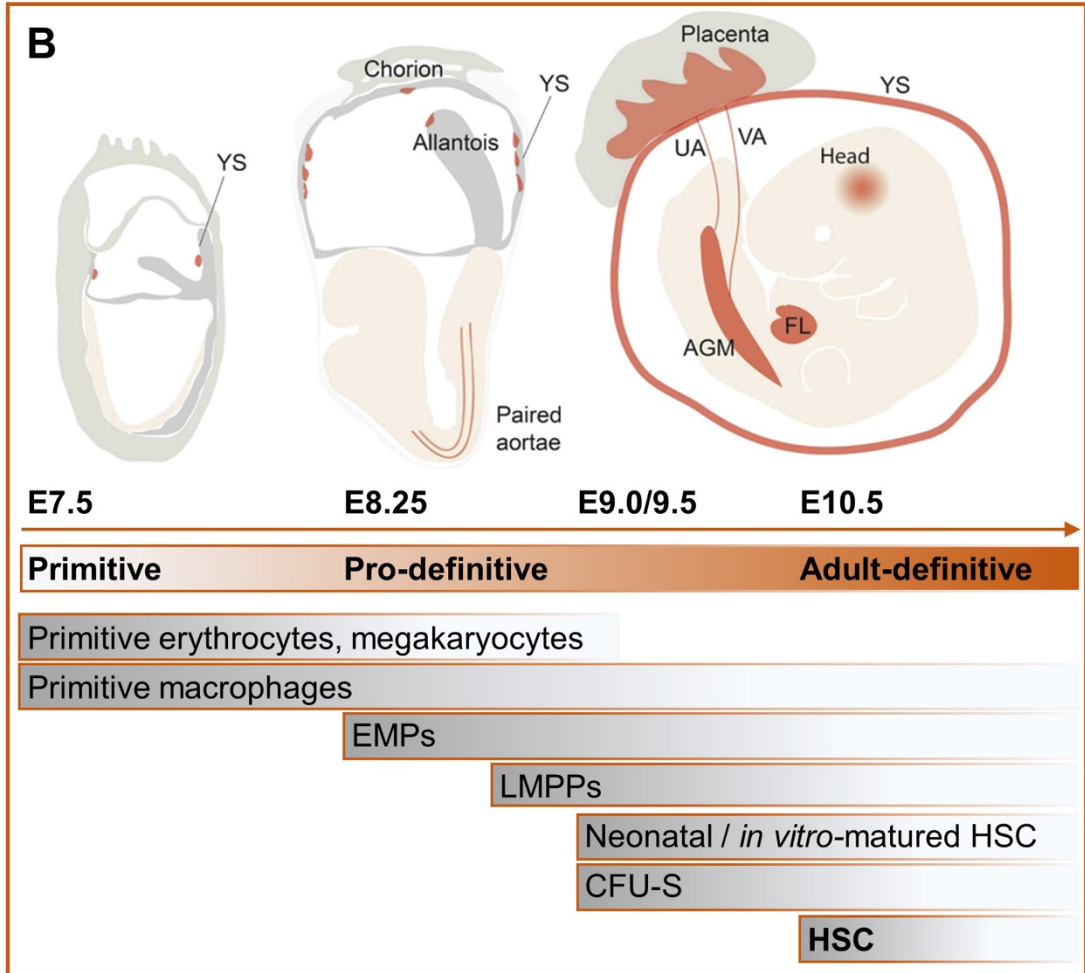 B
YS
Chorion
YS
Allantois
Paired
aortae
Placenta
YS
UA
VA
Head
FL
AGM
E7.5
E8.25
E9.0/9.5
E10.5
Primitive
Pro-definitive
Adult-definitive
Primitive erythrocytes, megakaryocytes
Primitive macrophages
EMPs
LMPPs
Neonatal / in vitro-matured HSC
CFU-S
HSC